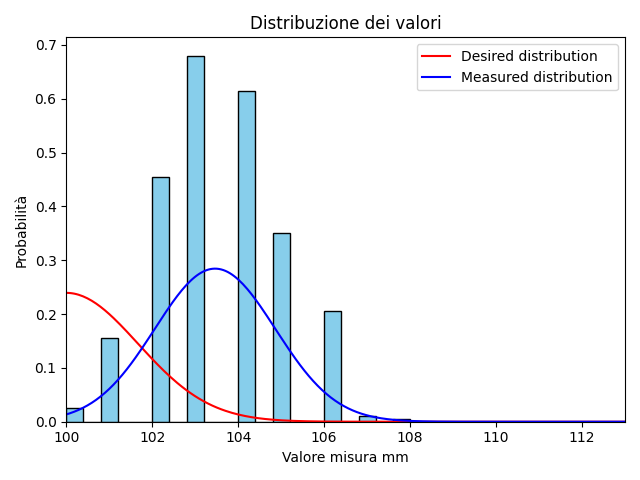 Distribuzione dei valori
Desired distribution
Measured distribution
Probabilità
0.7
0.6
0.5
0.4
0.3
0.2
0.1
0.0
100 102 104 106 108 110 112
Valore misura mm